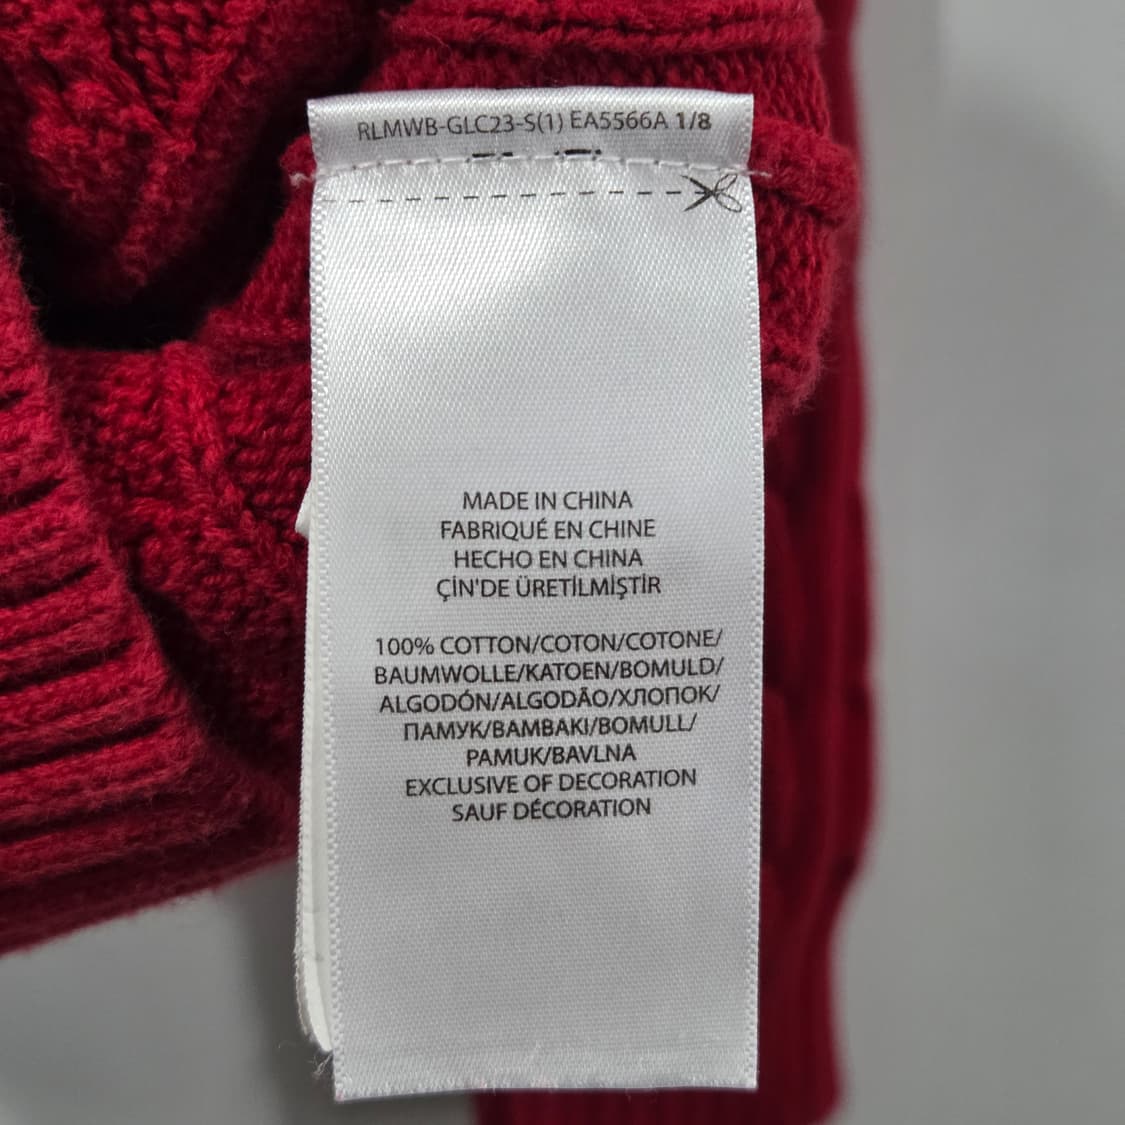 RLMWB-GLC23-S(1) EA5566A 1/8
MADE IN CHINA
FABRIQUÉ EN CHINE
HECHO EN CHINA
ÇİN'DE ÜRETİLMİŞTİR
100% COTTON/COTON/COTONE/
BAUMWOLLE/KATOEN/BOMULD/
ALGODÓN/ALGODÃO/ХЛОПОК/
ПАМУК/ΒΑΜΒΑΚΙ/BOMULL/
PAMUK/BAVLNA
EXCLUSIVE OF DECORATION
SAUF DÉCORATION